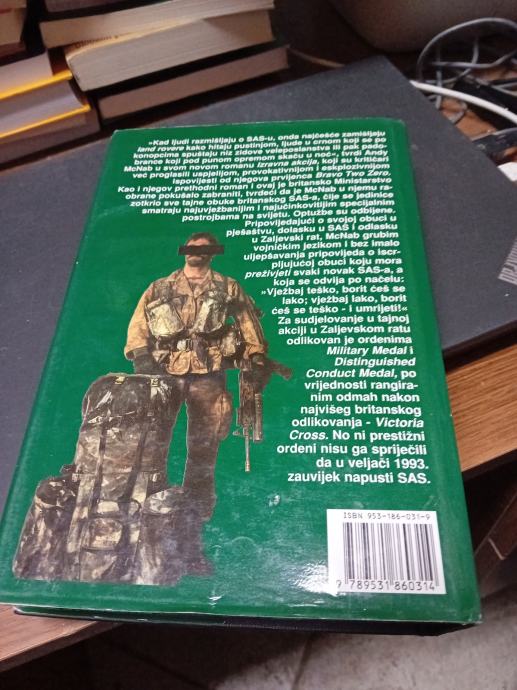 »Kad ljudi razmišljaju o SAS-u, onda najčešće zamišljaju
land rovere kako hitaju pustinjom, ljude u crnom koji se po
konopcima spuštaju niz zidove veleposlanstva ili pak pado-
brance koji pod punom opremom skaču u noć«, tvrdi Andy
McNab u svom novom romanu Izravna akcija, koji su kritičari
već proglasili uspjelijom, provokativnijom i eksplozivnijom
ispovijesti od njegova prvijenca Bravo Two Zero.
Kao i njegov prethodni roman i ovaj je britansko Ministarstvo
obrane pokušalo zabraniti, tvrdeći da je McNab u njemu ra-
zotkrio sve tajne obuke britanskog SAS-a, čije se jedinice
smatraju najuvježbanijim i najučinkovitijim specijalnim
postrojbama na svijetu. Optužbe su odbijene.
Pripovijedajući o svojoj obuci u
pješaštvu, dolasku u SAS i odlasku
u Zaljevski rat, McNab grubim
vojničkim jezikom i bez imalo
uljepšavanja pripovijeda o iscr-
pljujućoj obuci koju mora
preživjeti svaki novak SAS-a, a
koja se odvija po načelu:
»Vježbaj teško, borit ćeš se
lako; vježbaj lako, borit
ćeš se teško - i umrijeti!«
Za sudjelovanje u tajnoj
akciji u Zaljevskom ratu
odlikovan je ordenima
Military Medal i
Distinguished
Conduct Medal, po
vrijednosti rangira-
nim odmah nakon
najvišeg britanskog
odlikovanja - Victoria
Cross. No ni prestižni
ordeni nisu ga spriječili
da u veljači 1993.
zauvijek napusti SAS.
ISBN 953-186-031-9
9 789531 860314